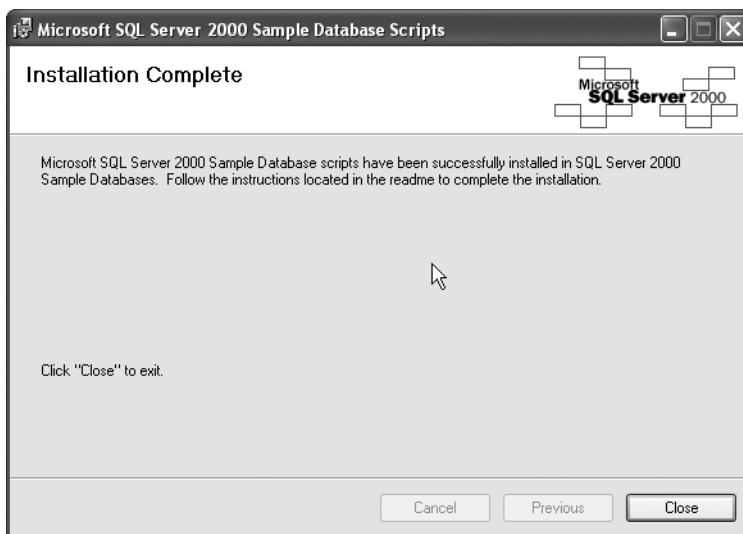 Microsoft SQL Server 2000 Sample Database Scripts
Installation Complete
Microsoft
SQL Server 2000
Microsoft SQL Server 2000 Sample Database scripts have been successfully installed in SQL Server 2000
Sample Databases. Follow the instructions located in the readme to complete the installation.
Click "Close" to exit.
Cancel Previous Close